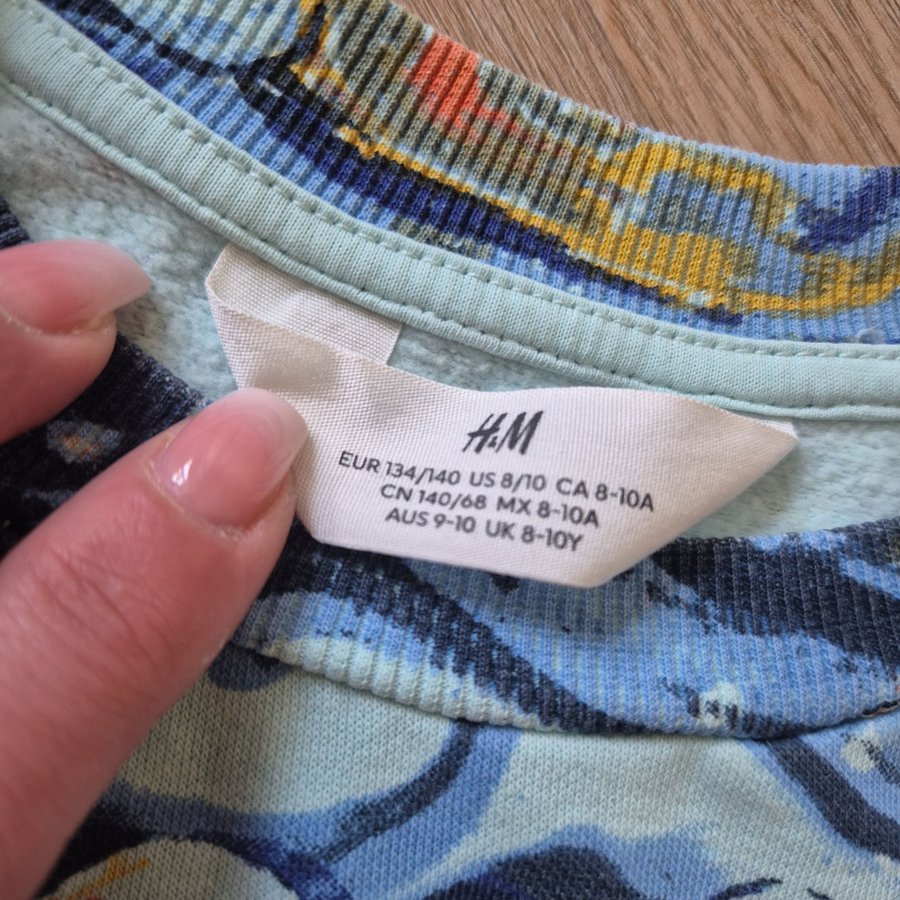 H&M
EUR 134/140 US 8/10 CA 8-10A
CN 140/68 MX 8-10A
AUS 9-10 UK 8-10Y